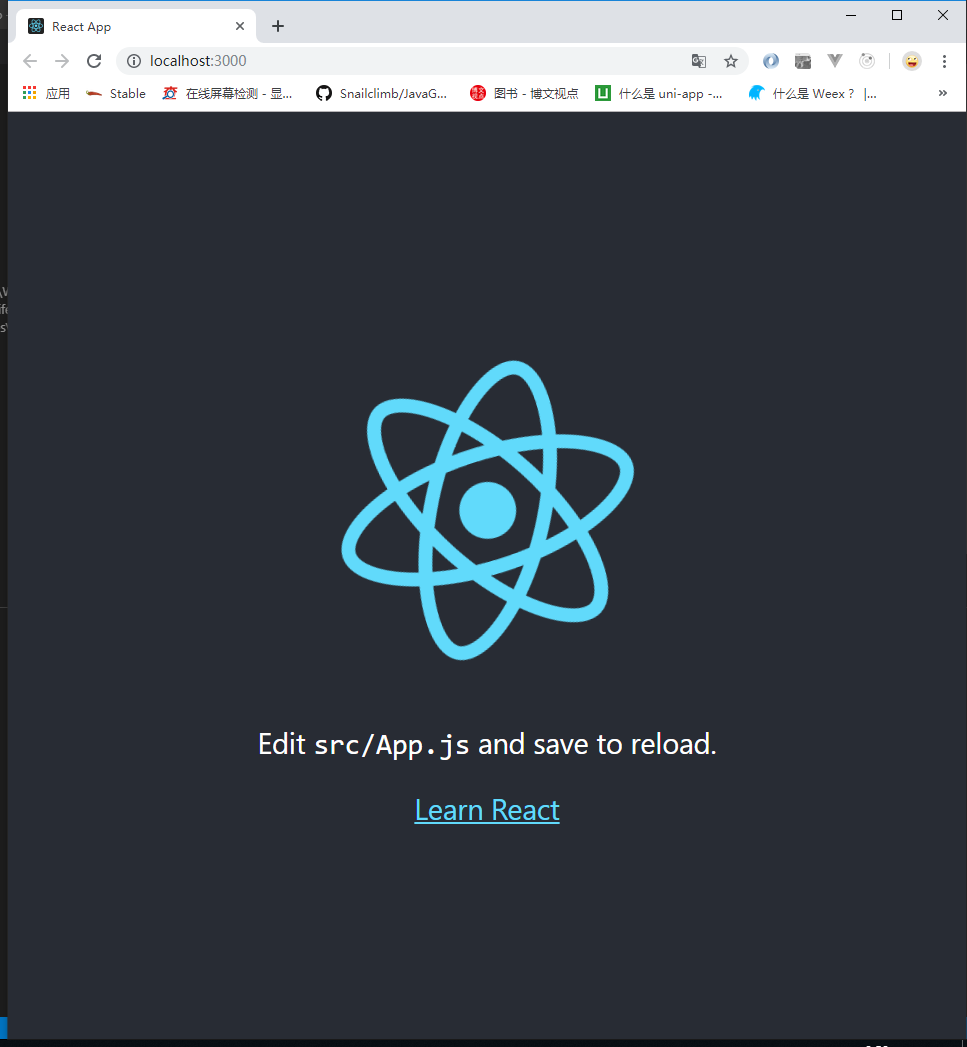 React App
localhost:3000
应用 Stable 在线屏幕检测 - 显... Snailclimb/JavaG... 图书 - 博文视点 什么是 uni-app -... 什么是 Weex ? |... »
Edit src/App.js and save to reload.
Learn React